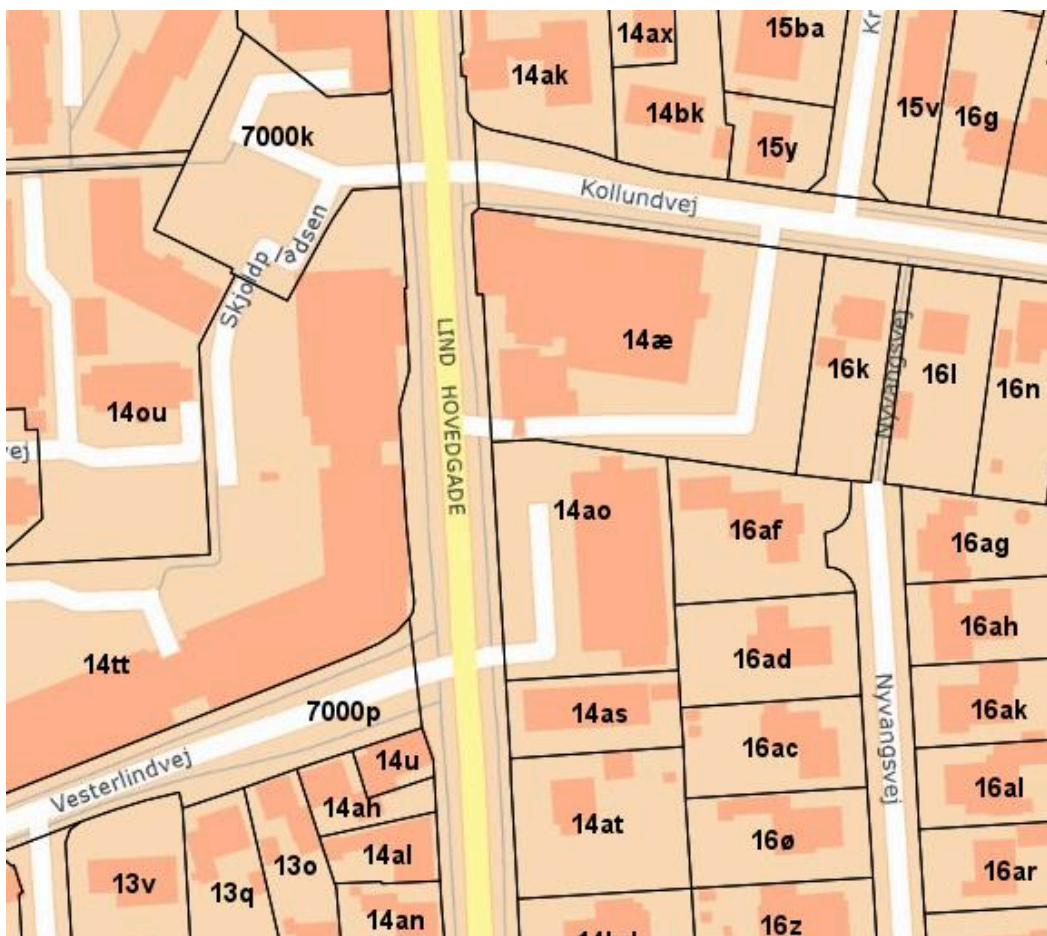 15ba
14ax
14ak
15v
16g
14bk
15y
7000k
Kollundvej
Skjoldp
14æ
LIND HOVEDGADE
16k
Nyvangsvej
16l
16n
14ou
14ao
16af
16ag
16ah
16ad
14tt
7000p
14as
16ac
16ak
Nyvangsvej
Vesterlindvej
14u
14ah
16al
14at
16ø
14al
13o
16ar
13v
13q
14an
16z